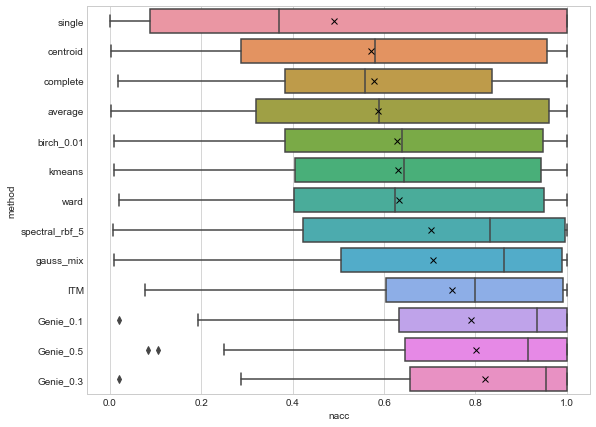 single
centroid
complete
average
birch_0.01
kmeans
ward
spectral_rbf_5
gauss_mix
ITM
Genie_0.1
Genie_0.5
Genie_0.3
method
0.0 0.2 0.4 0.6 0.8 1.0
nacc